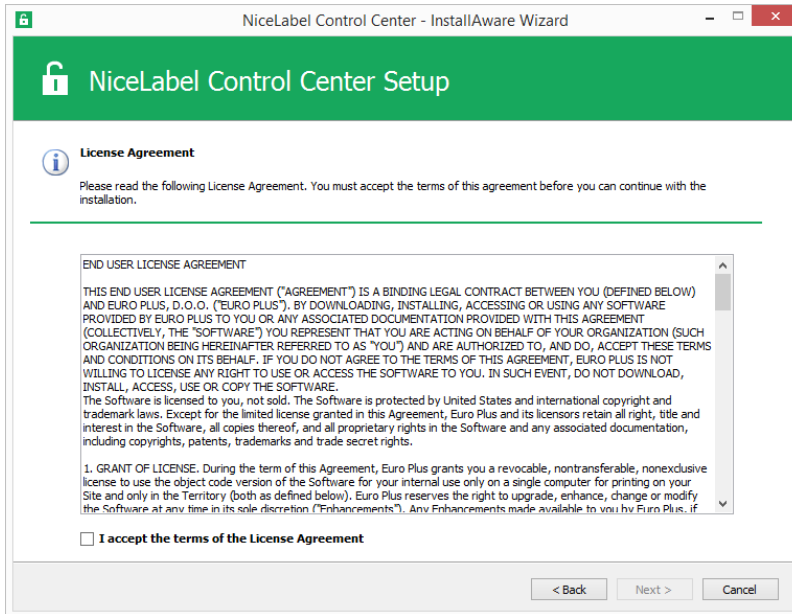 NiceLabel Control Center - InstallAware Wizard
NiceLabel Control Center Setup
License Agreement
Please read the following License Agreement. You must accept the terms of this agreement before you can continue with the
installation.
END USER LICENSE AGREEMENT
THIS END USER LICENSE AGREEMENT ("AGREEMENT") IS A BINDING LEGAL CONTRACT BETWEEN YOU (DEFINED BELOW)
AND EURO PLUS, D.O.O. ("EURO PLUS"). BY DOWNLOADING, INSTALLING, ACCESSING OR USING ANY SOFTWARE
PROVIDED BY EURO PLUS TO YOU OR ANY ASSOCIATED DOCUMENTATION PROVIDED WITH THIS AGREEMENT
(COLLECTIVELY, THE "SOFTWARE") YOU REPRESENT THAT YOU ARE ACTING ON BEHALF OF YOUR ORGANIZATION (SUCH
ORGANIZATION BEING HEREINAFTER REFERRED TO AS "YOU") AND ARE AUTHORIZED TO, AND DO, ACCEPT THESE TERMS
AND CONDITIONS ON ITS BEHALF. IF YOU DO NOT AGREE TO THE TERMS OF THIS AGREEMENT, EURO PLUS IS NOT
WILLING TO LICENSE ANY RIGHT TO USE OR ACCESS THE SOFTWARE TO YOU. IN SUCH EVENT, DO NOT DOWNLOAD,
INSTALL, ACCESS, USE OR COPY THE SOFTWARE.
The Software is licensed to you, not sold. The Software is protected by United States and international copyright and
trademark laws. Except for the limited license granted in this Agreement, Euro Plus and its licensors retain all right, title and
interest in the Software, all copies thereof, and all proprietary rights in the Software and any associated documentation,
including copyrights, patents, trademarks and trade secret rights.
1. GRANT OF LICENSE. During the term of this Agreement, Euro Plus grants you a revocable, nontransferable, nonexclusive
license to use the object code version of the Software for your internal use only on a single computer for printing on your
Site and only in the Territory (both as defined below). Euro Plus reserves the right to upgrade, enhance, change or modify
the Software at any time in its sole discretion ("Enhancements"). Any Enhancements made available to you by Euro Plus, if
I accept the terms of the License Agreement
< Back
Next >
Cancel